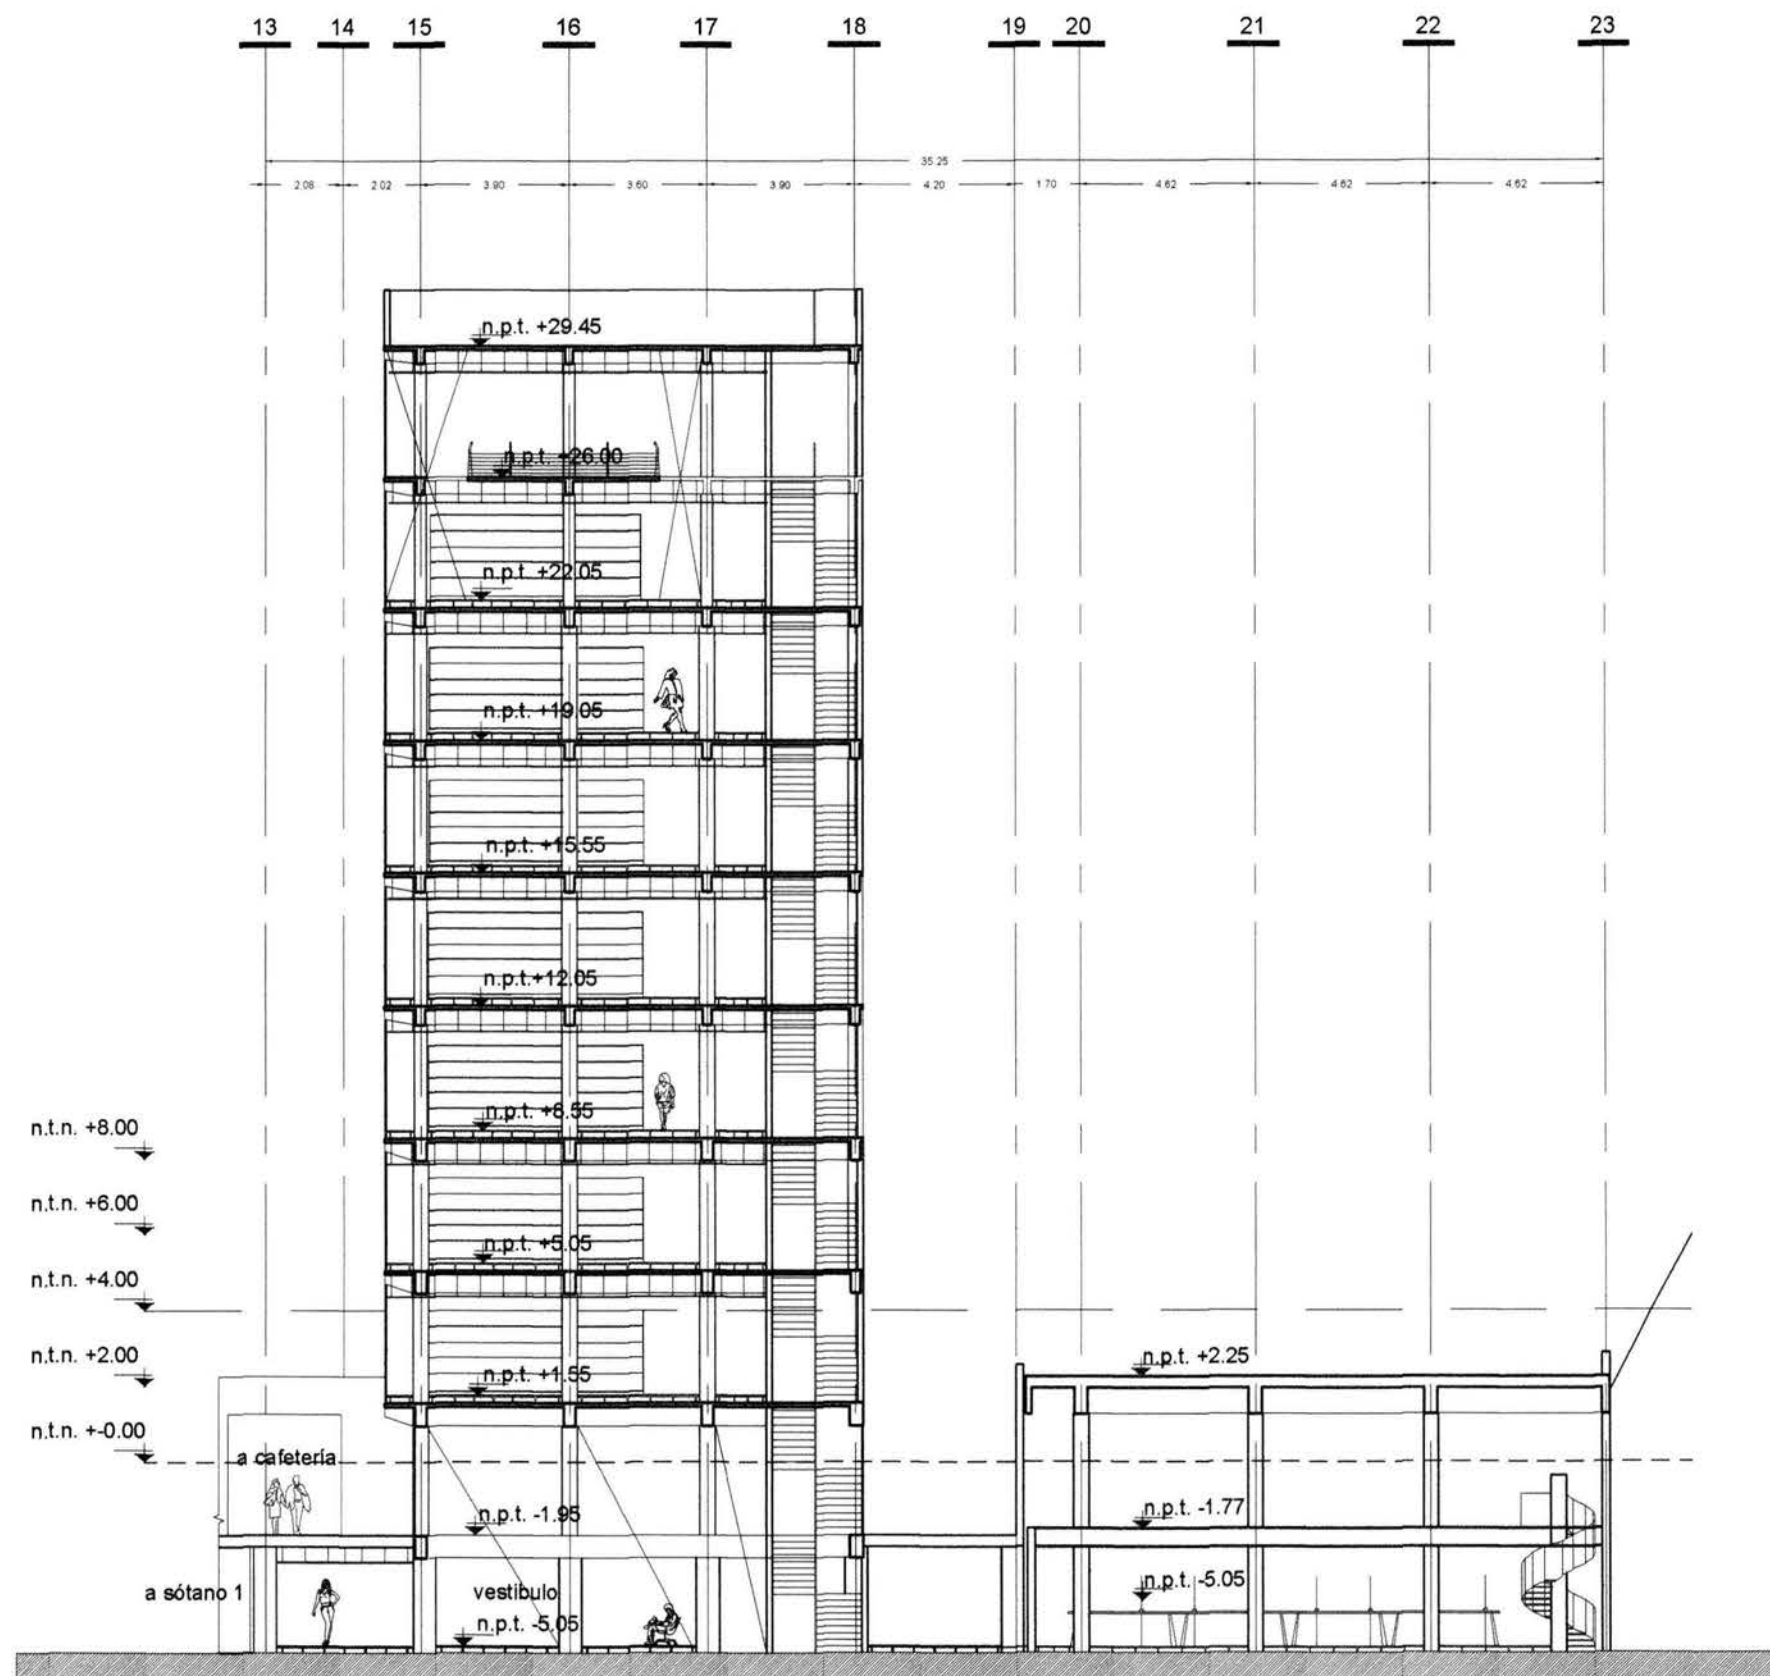 13 14 15 16 17 18 19 20 21 22 23
35.25
2.08 2.02 3.90 3.60 3.90 4.20 1.70 4.62 4.62 4.62
n.p.t. +29.45
n.p.t. +26.00
n.p.t. +22.05
n.p.t. +19.05
n.p.t. +15.55
n.p.t.+12.05
n.p.t. +8.55
n.t.n. +8.00
n.t.n. +6.00
n.p.t. +5.05
n.t.n. +4.00
n.t.n. +2.00
n.p.t. +2.25
n.p.t. +1.55
n.t.n. +-0.00
a cafetería
n.p.t. -1.95
n.p.t. -1.77
a sótano 1
vestibulo
n.p.t. -5.05
n.p.t. -5.05